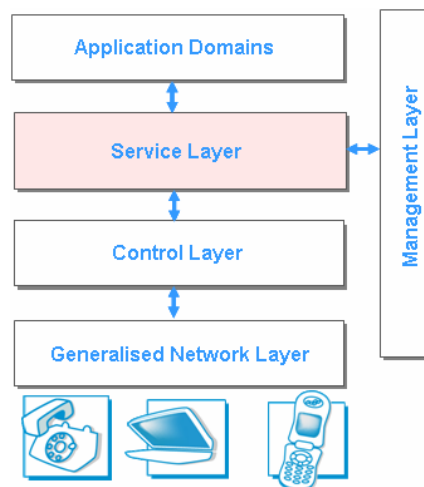 Application Domains
Service Layer
Control Layer
Generalised Network Layer
Management Layer